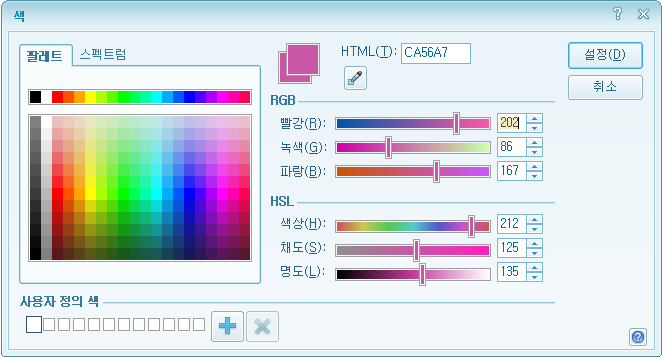 색
팔레트 스펙트럼
HTML(T): CA56A7
설정(D)
취소
RGB
빨강(R): 202
녹색(G): 86
파랑(B): 167
HSL
색상(H): 212
채도(S): 125
명도(L): 135
사용자 정의 색